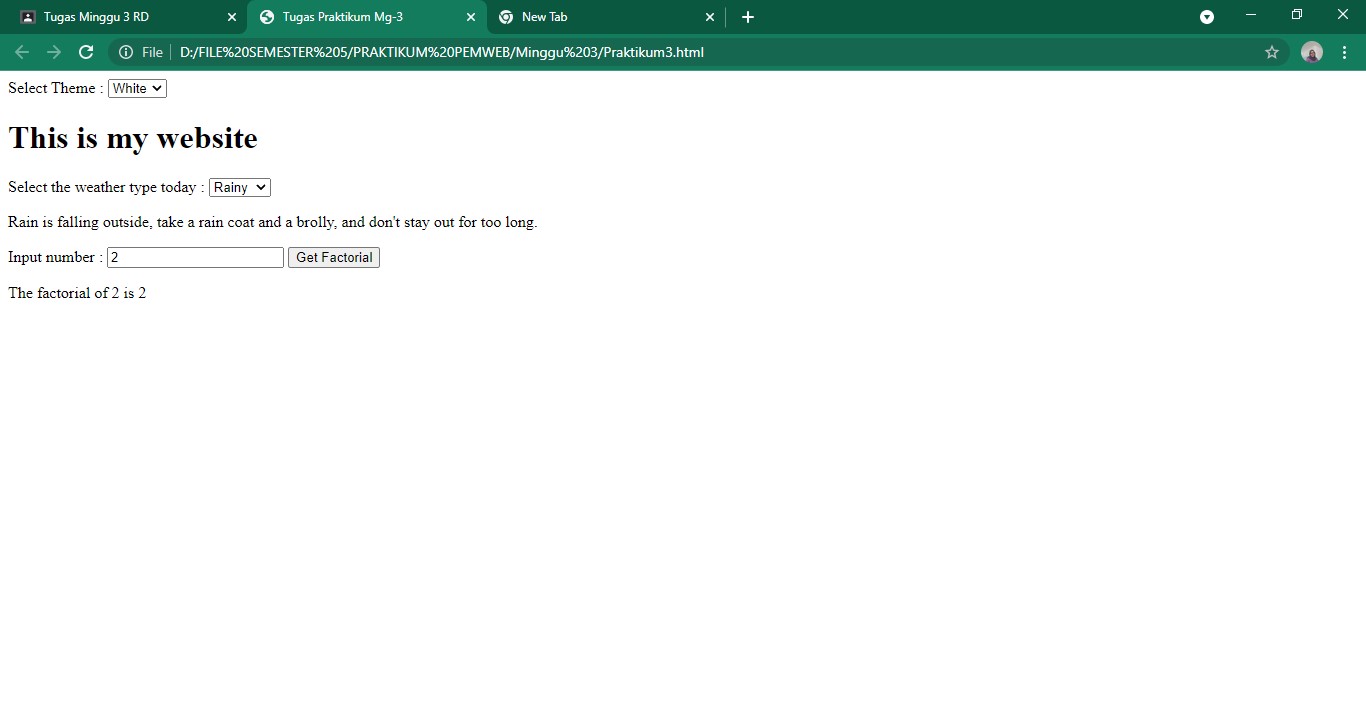 Tugas Minggu 3 RD
Tugas Praktikum Mg-3
New Tab
File
D:/FILE%20SEMESTER%205/PRAKTIKUM%20PEMWEB/Minggu%203/Praktikum3.html
Select Theme : White
This is my website
Select the weather type today : Rainy
Rain is falling outside, take a rain coat and a brolly, and don't stay out for too long.
Input number : 2 Get Factorial
The factorial of 2 is 2